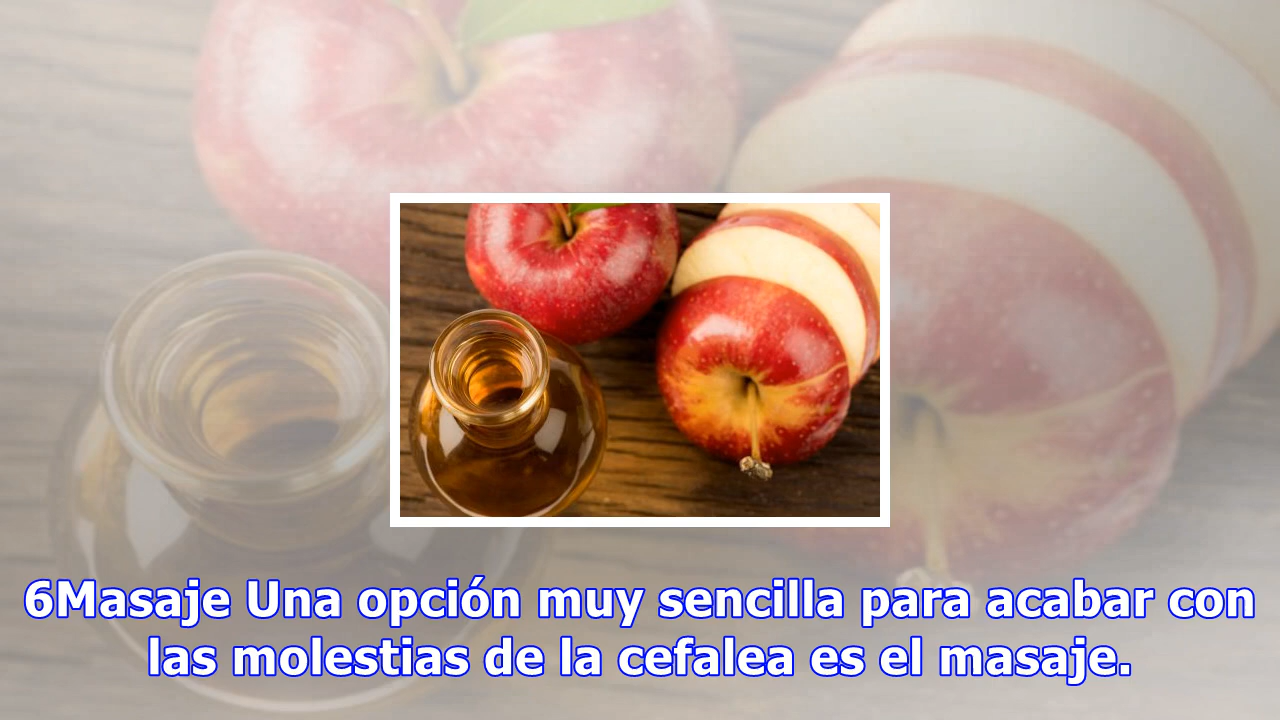 6Masaje Una opción muy sencilla para acabar con
las molestias de la cefalea es el masaje.